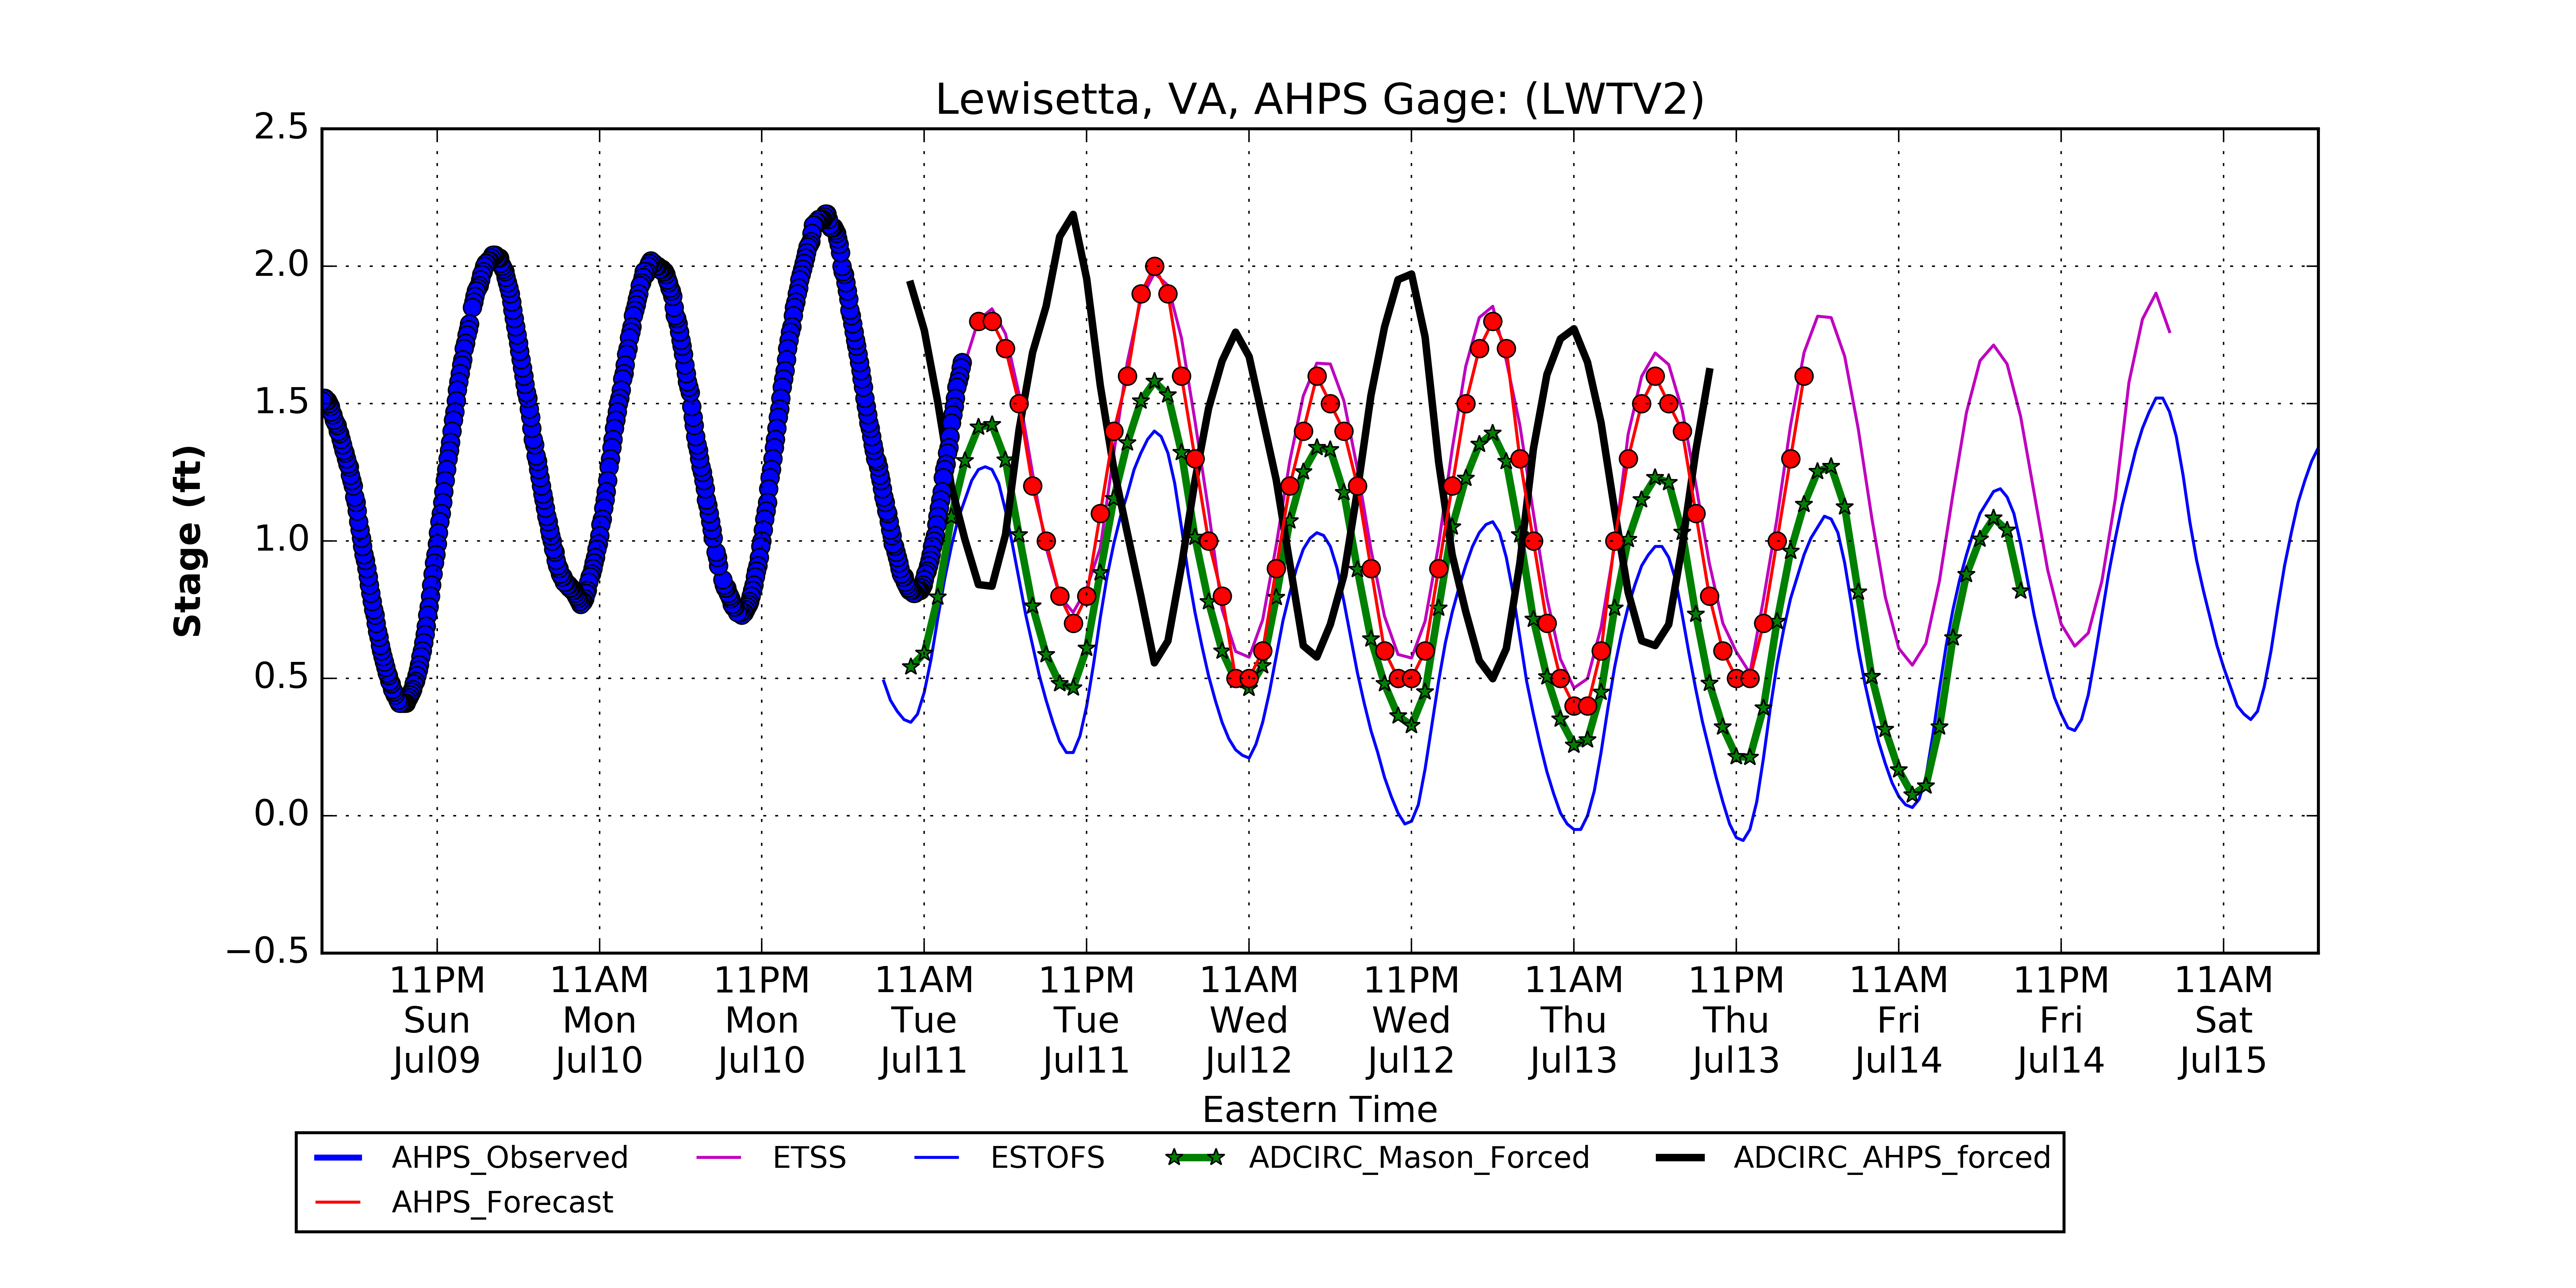 Lewisetta, VA, AHPS Gage: (LWTV2)
2.5
2.0
1.5
1.0
0.5
0.0
−0.5
Stage (ft)
11PM 11AM 11PM 11AM 11PM 11AM 11PM 11AM 11PM 11AM 11PM 11AM
Sun Mon Mon Tue Tue Wed Wed Thu Thu Fri Fri Sat
Jul09 Jul10 Jul10 Jul11 Jul11 Jul12 Jul12 Jul13 Jul13 Jul14 Jul14 Jul15
Eastern Time
AHPS_Observed ETSS ESTOFS ADCIRC_Mason_Forced ADCIRC_AHPS_forced
AHPS_Forecast